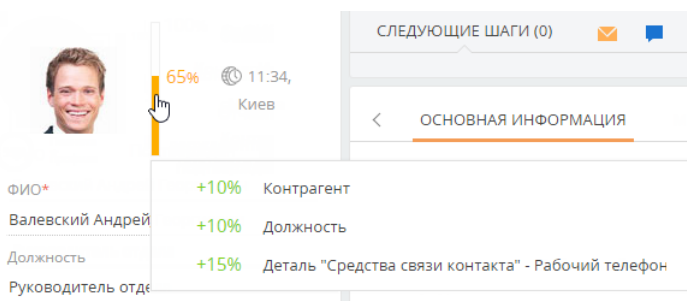 СЛЕДУЮЩИЕ ШАГИ (0)
65%
11:34,
Киев
ОСНОВНАЯ ИНФОРМАЦИЯ
+10% Контрагент
+10% Должность
+15% Деталь "Средства связи контакта" - Рабочий телефон
ФИО*
Валевский Андрей
Должность
Руководитель отде